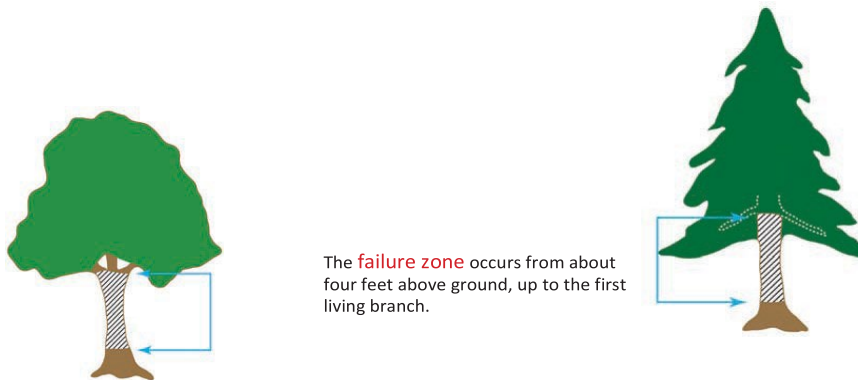 The failure zone occurs from about
four feet above ground, up to the first
living branch.